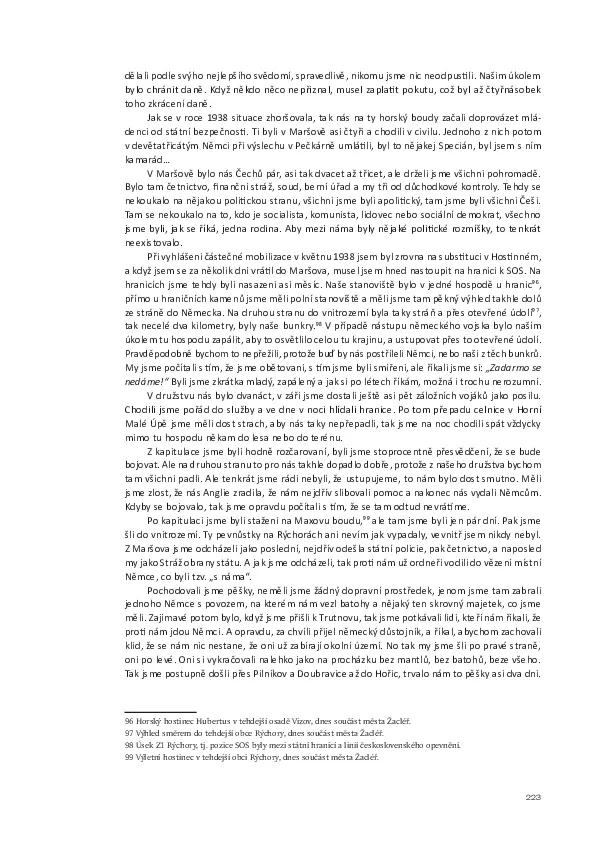 dělali podle svýho nejlepšího svědomí, spravedlivě, nikomu jsme nic neodpustili. Našim úkolem
bylo chránit daně. Když někdo něco nepřiznal, musel zaplatit pokutu, což byl až čtyřnásobek
toho zkrácení daně.
Jak se v roce 1938 situace zhoršovala, tak nás na ty horský boudy začali doprovázet mlá-
denci od státní bezpečnosti. Ti byli v Maršově asi čtyři a chodili v civilu. Jednoho z nich potom
v devětatřicátým Němci při výslechu v Pečkárně umlátili, byl to nějakej Specián, byl jsem s ním
kamarád…
V Maršově bylo nás Čechů pár, asi tak dvacet až třicet, ale drželi jsme všichni pohromadě.
Bylo tam četnictvo, finanční stráž, soud, berní úřad a my tři od důchodkové kontroly. Tehdy se
nekoukalo na nějakou politickou stranu, všichni jsme byli apolitický, tam jsme byli všichni Češi.
Tam se nekoukalo na to, kdo je socialista, komunista, lidovec nebo sociální demokrat, všechno
jsme byli, jak se říká, jedna rodina. Aby mezi náma byly nějaké politické rozmíšky, to tenkrát
neexistovalo.
Při vyhlášení částečné mobilizace v květnu 1938 jsem byl zrovna na substituci v Hostinném,
a když jsem se za několik dní vrátil do Maršova, musel jsem hned nastoupit na hranici k SOS. Na
hranicích jsme tehdy byli nasazeni asi měsíc. Naše stanoviště bylo v jedné hospodě u hranic⁹⁶,
přímo u hraničních kamenů jsme měli polní stanoviště a měli jsme tam pěkný výhled takhle dolů
ze stráně do Německa. Na druhou stranu do vnitrozemí byla taky stráň a přes otevřené údolí⁹⁷,
tak necelé dva kilometry, byly naše bunkry.⁹⁸ V případě nástupu německého vojska bylo naším
úkolem tu hospodu zapálit, aby to osvětlilo celou tu krajinu, a ustupovat přes to otevřené údolí.
Pravděpodobně bychom to nepřežili, protože buď by nás postříleli Němci, nebo naši z těch bunkrů.
My jsme počítali s tím, že jsme obětovaní, s tím jsme byli smířeni, ale říkali jsme si: „Zadarmo se
nedáme!“ Byli jsme zkrátka mladý, zapálený a jak si po létech říkám, možná i trochu nerozumní.
V družstvu nás bylo dvanáct, v září jsme dostali ještě asi pět záložních vojáků jako posilu.
Chodili jsme pořád do služby a ve dne v noci hlídali hranice. Po tom přepadu celnice v Horní
Malé Úpě jsme měli dost strach, aby nás taky nepřepadli, tak jsme na noc chodili spát vždycky
mimo tu hospodu někam do lesa nebo do terénu.
Z kapitulace jsme byli hodně rozčarovaní, byli jsme stoprocentně přesvědčení, že se bude
bojovat. Ale na druhou stranu to pro nás takhle dopadlo dobře, protože z našeho družstva bychom
tam všichni padli. Ale tenkrát jsme rádi nebyli, že ustupujeme, to nám bylo dost smutno. Měli
jsme zlost, že nás Anglie zradila, že nám nejdřív slibovali pomoc a nakonec nás vydali Němcům.
Kdyby se bojovalo, tak jsme opravdu počítali s tím, že se tam odtud nevrátíme.
Po kapitulaci jsme byli staženi na Maxovu boudu,⁹⁹ ale tam jsme byli jen pár dní. Pak jsme
šli do vnitrozemí. Ty pevnůstky na Rýchorách ani nevím jak vypadaly, ve vnitř jsem nikdy nebyl.
Z Maršova jsme odcházeli jako poslední, nejdřív odešla státní policie, pak četnictvo, a naposled
my jako Stráž obrany státu. A jak jsme odcházeli, tak proti nám už ordneři vodili do vězení místní
Němce, co byli tzv. „s náma“.
Pochodovali jsme pěšky, neměli jsme žádný dopravní prostředek, jenom jsme tam zabrali
jednoho Němce s povozem, na kterém nám vezl batohy a nějaký ten skrovný majetek, co jsme
měli. Zajímavé potom bylo, když jsme přišli k Trutnovu, tak jsme potkávali lidi, kteří nám říkali, že
proti nám jdou Němci. A opravdu, za chvíli přijel německý důstojník, a říkal, abychom zachovali
klid, že se nám nic nestane, že oni už zabírají okolní území. No tak my jsme šli po pravé straně,
oni po levé. Oni si vykračovali nalehko jako na procházku bez mantlů, bez batohů, beze všeho.
Tak jsme postupně došli přes Pilníkov a Doubravice až do Hořic, trvalo nám to pěšky asi dva dni.
96 Horský hostinec Hubertus v tehdejší osadě Vízov, dnes součást města Žacléř.
97 Výhled směrem do tehdejší obce Rýchory, dnes součást města Žacléř.
98 Úsek Z1 Rýchory, tj. pozice SOS byly mezi státní hranicí a linií československého opevnění.
99 Výletní hostinec v tehdejší obci Rýchory, dnes součást města Žacléř.
223